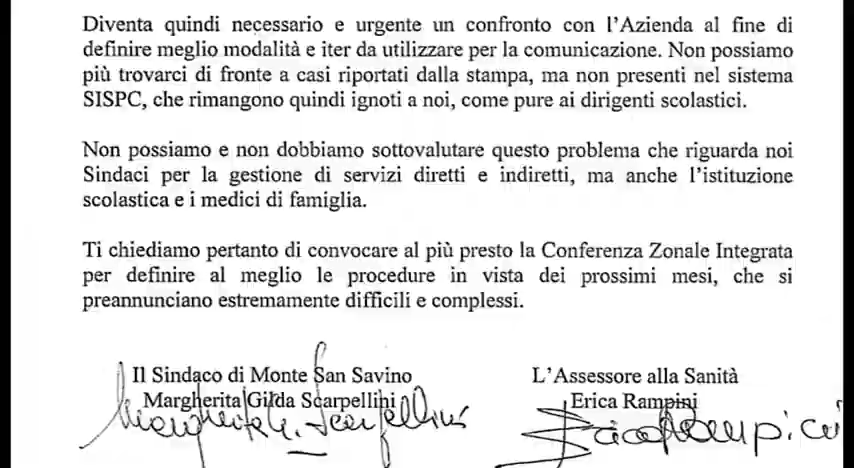 Diventa quindi necessario e urgente un confronto con l'Azienda al fine di
definire meglio modalità e iter da utilizzare per la comunicazione. Non possiamo
più trovarci di fronte a casi riportati dalla stampa, ma non presenti nel sistema
SISPC, che rimangono quindi ignoti a noi, come pure ai dirigenti scolastici.
Non possiamo e non dobbiamo sottovalutare questo problema che riguarda noi
Sindaci per la gestione di servizi diretti e indiretti, ma anche l'istituzione
scolastica e i medici di famiglia.
Ti chiediamo pertanto di convocare al più presto la Conferenza Zonale Integrata
per definire al meglio le procedure in vista dei prossimi mesi, che si
preannunciano estremamente difficili e complessi.
Il Sindaco di Monte San Savino
Margherita Gilda Scarpellini
Margherita G. Scarpellini
L'Assessore alla Sanità
Erica Rampini
Erica Rampini